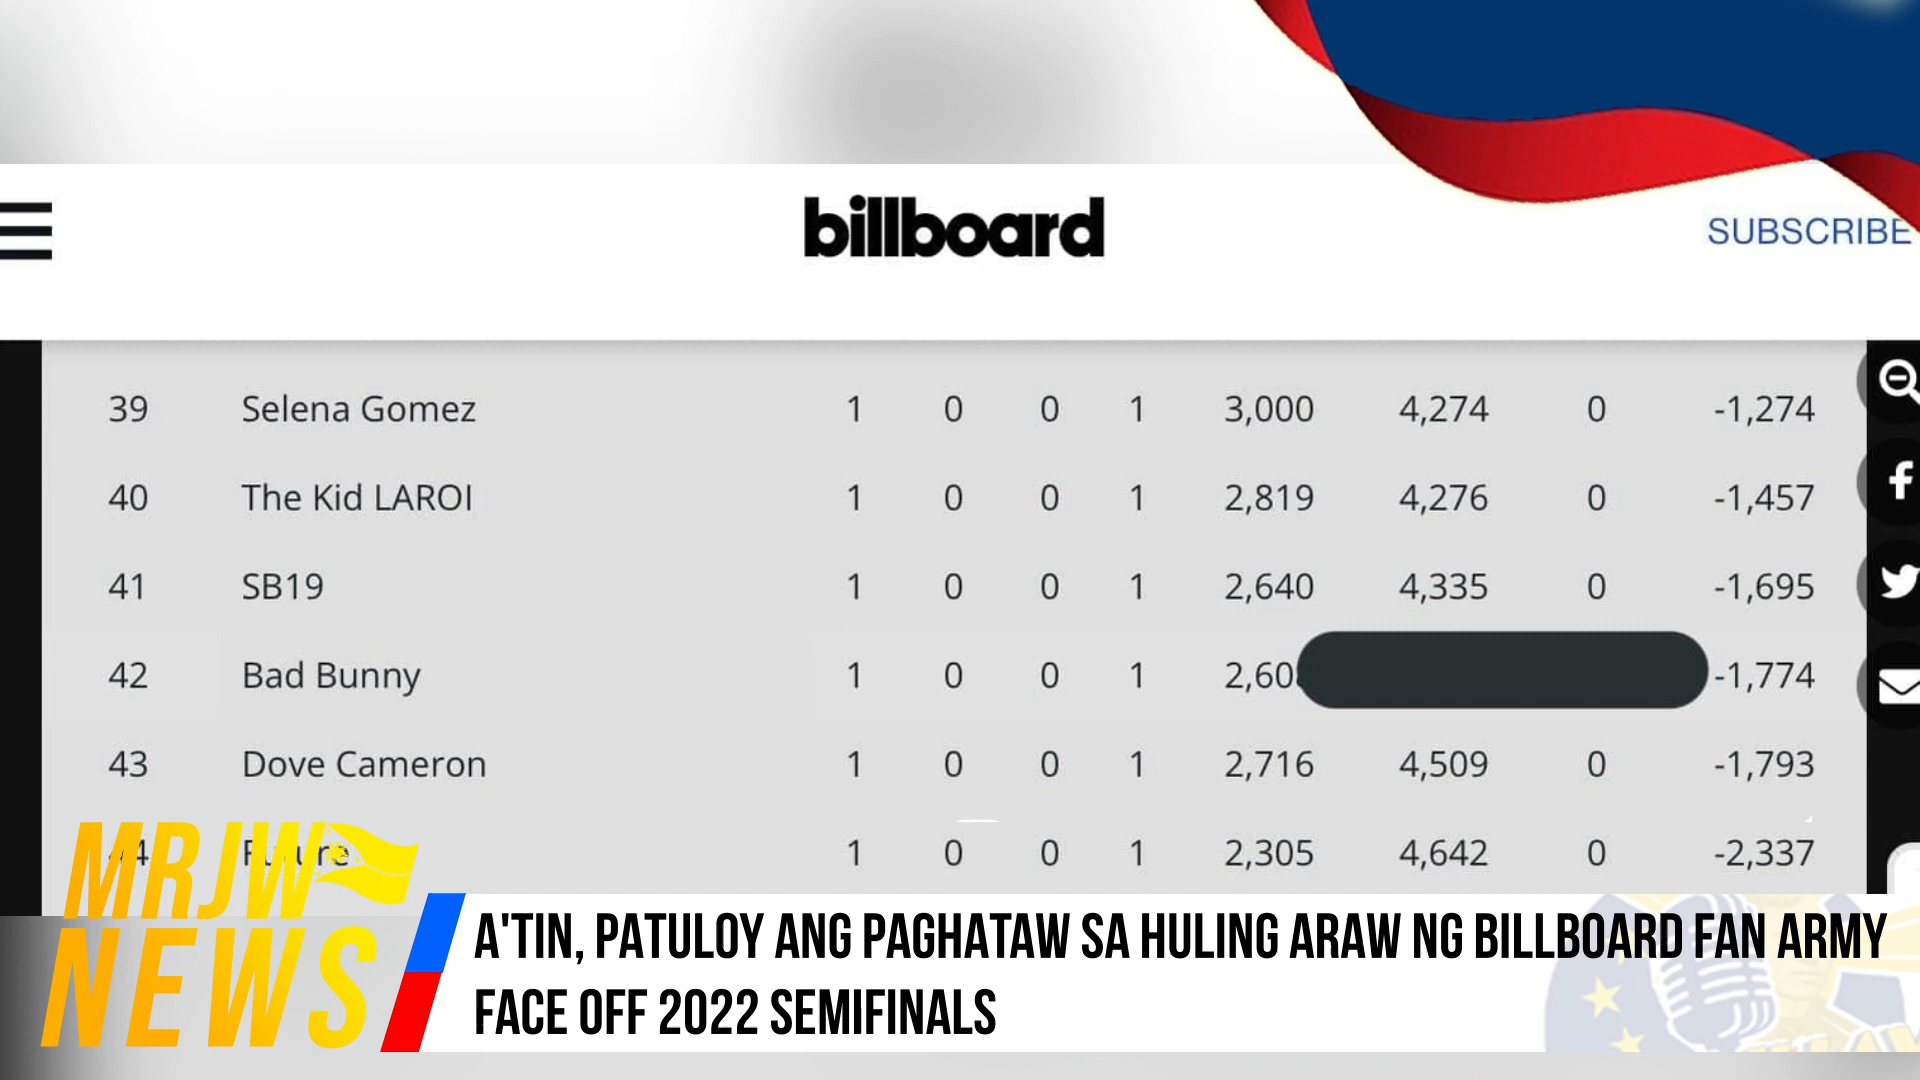 billboard
SUBSCRIBE
39 Selena Gomez 1 0 0 1 3,000 4,274 0 -1,274
40 The Kid LAROI 1 0 0 1 2,819 4,276 0 -1,457
41 SB19 1 0 0 1 2,640 4,335 0 -1,695
42 Bad Bunny 1 0 0 1 2,60 -1,774
43 Dove Cameron 1 0 0 1 2,716 4,509 0 -1,793
44 Future 1 0 0 1 2,305 4,642 0 -2,337
MRJW
NEWS
A'TIN, PATULOY ANG PAGHATAW SA HULING ARAW NG BILLBOARD FAN ARMY
FACE OFF 2022 SEMIFINALS